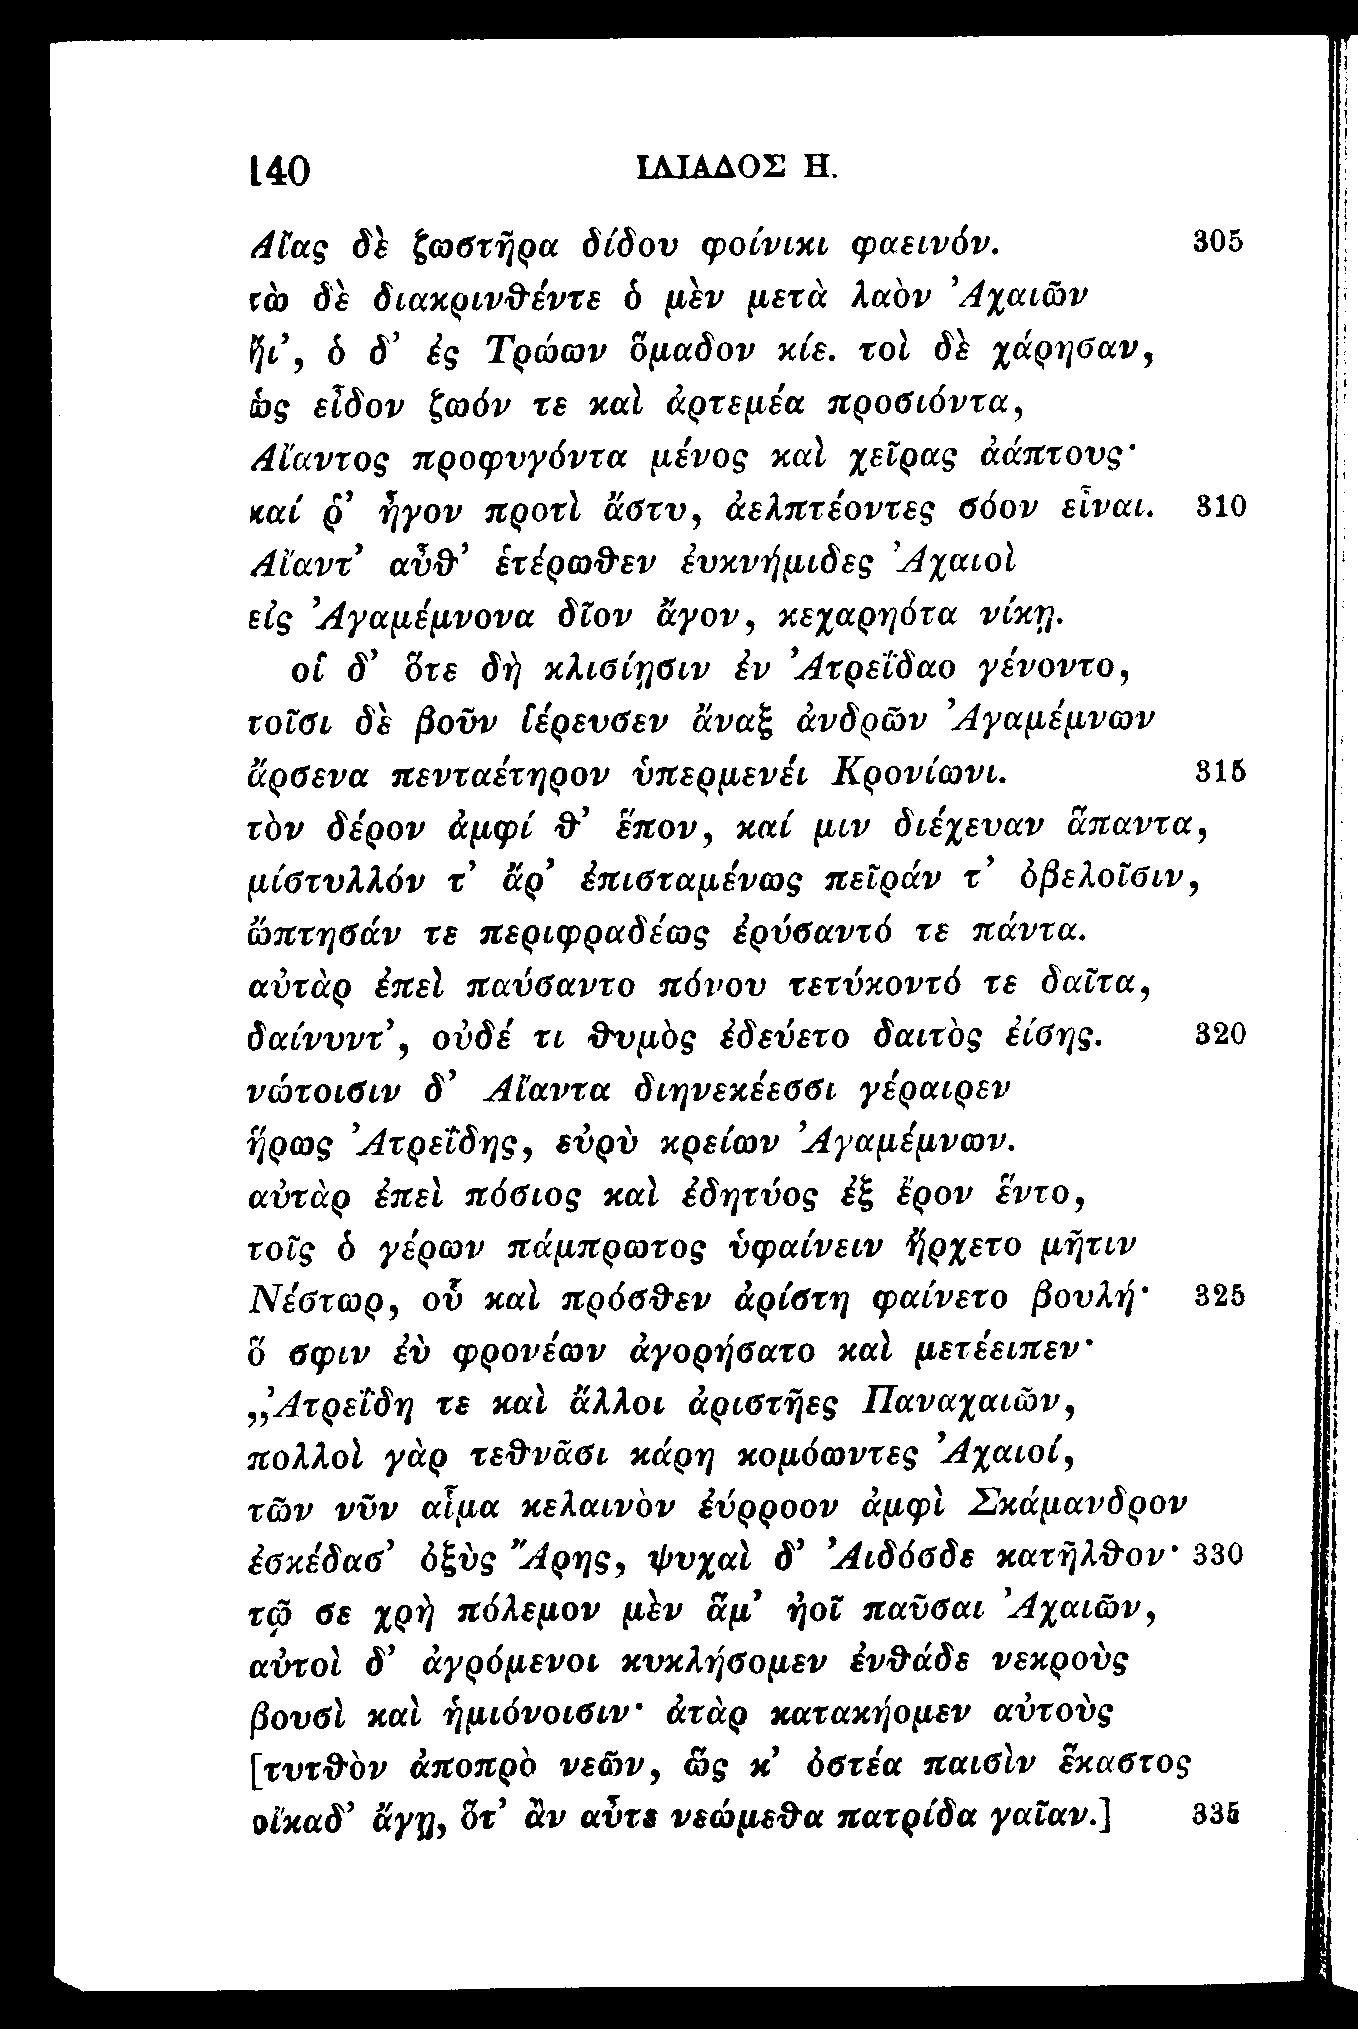 140 ΙΛΙΑΔΟΣ Η.
Αἴας δὲ ζωστῆρα δίδου φοίνικι φαεινόν. 305
τὼ δὲ διακρινθέντε ὁ μὲν μετὰ λαὸν Ἀχαιῶν
ἤι’, ὁ δ’ ἐς Τρώων ὅμαδον κίε. τοὶ δὲ χάρησαν,
ὡς εἶδον ζωόν τε καὶ ἀρτεμέα προσιόντα,
Αἴαντος προφυγόντα μένος καὶ χεῖρας ἀάπτους·
καί ῥ’ ἦγον προτὶ ἄστυ, ἀελπτέοντες σόον εἶναι. 310
Αἴαντ’ αὖθ’ ἑτέρωθεν ἐυκνήμιδες Ἀχαιοὶ
εἰς Ἀγαμέμνονα δῖον ἄγον, κεχαρηότα νίκῃ.
οἳ δ’ ὅτε δὴ κλισίῃσιν ἐν Ἀτρεΐδαο γένοντο,
τοῖσι δὲ βοῦν ἱέρευσεν ἄναξ ἀνδρῶν Ἀγαμέμνων
ἄρσενα πενταέτηρον ὑπερμενέι Κρονίωνι. 315
τὸν δέρον ἀμφί θ’ ἕπον, καί μιν διέχευαν ἅπαντα,
μίστυλλόν τ’ ἄρ’ ἐπισταμένως πεῖράν τ’ ὀβελοῖσιν,
ὤπτησάν τε περιφραδέως ἐρύσαντό τε πάντα.
αὐτὰρ ἐπεὶ παύσαντο πόνου τετύκοντό τε δαῖτα,
δαίνυντ’, οὐδέ τι θυμὸς ἐδεύετο δαιτὸς ἐίσης. 320
νώτοισιν δ’ Αἴαντα διηνεκέεσσι γέραιρεν
ἥρως Ἀτρεΐδης, εὐρὺ κρείων Ἀγαμέμνων.
αὐτὰρ ἐπεὶ πόσιος καὶ ἐδητύος ἐξ ἔρον ἕντο,
τοῖς ὁ γέρων πάμπρωτος ὑφαίνειν ἤρχετο μῆτιν
Νέστωρ, οὗ καὶ πρόσθεν ἀρίστη φαίνετο βουλή· 325
ὅ σφιν ἐὺ φρονέων ἀγορήσατο καὶ μετέειπεν·
„Ἀτρεΐδη τε καὶ ἄλλοι ἀριστῆες Παναχαιῶν,
πολλοὶ γὰρ τεθνᾶσι κάρη κομόωντες Ἀχαιοί,
τῶν νῦν αἷμα κελαινὸν ἐύρροον ἀμφὶ Σκάμανδρον
ἐσκέδασ’ ὀξὺς Ἄρης, ψυχαὶ δ’ Ἀιδόσδε κατῆλθον· 330
τῷ σε χρὴ πόλεμον μὲν ἅμ’ ἠοῖ παῦσαι Ἀχαιῶν,
αὐτοὶ δ’ ἀγρόμενοι κυκλήσομεν ἐνθάδε νεκροὺς
βουσὶ καὶ ἡμιόνοισιν· ἀτὰρ κατακήομεν αὐτοὺς
[τυτθὸν ἀποπρὸ νεῶν, ὥς κ’ ὀστέα παισὶν ἕκαστος
οἴκαδ’ ἄγῃ, ὅτ’ ἂν αὖτε νεώμεθα πατρίδα γαῖαν.] 335